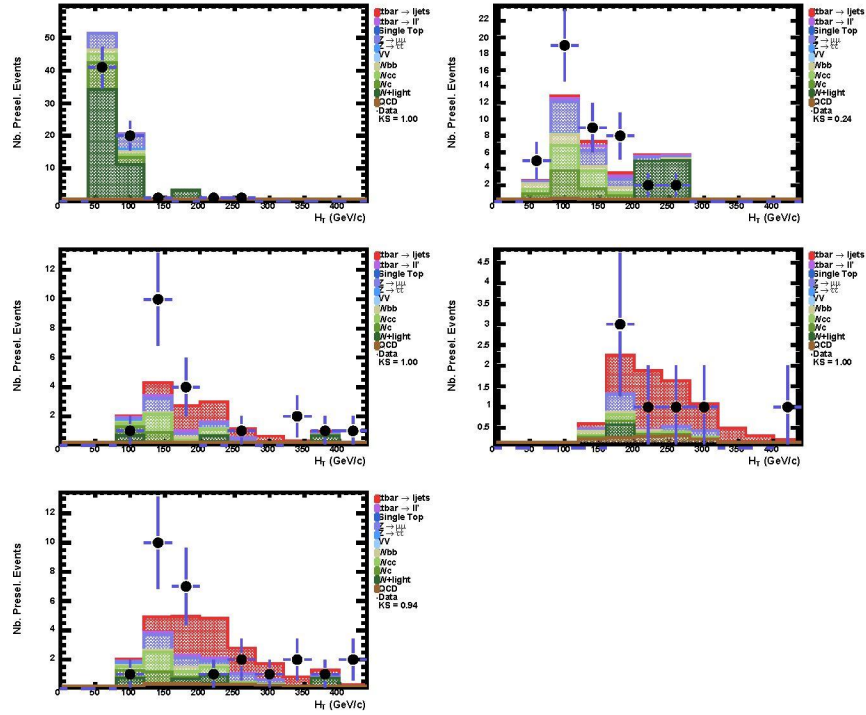 Nb. Presel. Events
50
40
30
20
10
0 50 100 150 200 250 300 350 400
H_T (GeV/c)
ttbar → ljets
ttbar → ll'
Single Top
Z→μμ
Z→ττ
VV
Wbb
Wcc
Wc
W+light
QCD
·Data
KS = 1.00
Nb. Presel. Events
22
20
18
16
14
12
10
8
6
4
2
0 50 100 150 200 250 300 350 400
H_T (GeV/c)
ttbar → ljets
ttbar → ll'
Single Top
Z→μμ
Z→ττ
VV
Wbb
Wcc
Wc
W+light
QCD
·Data
KS = 0.24
Nb. Presel. Events
12
10
8
6
4
2
0 50 100 150 200 250 300 350 400
H_T (GeV/c)
ttbar → ljets
ttbar → ll'
Single Top
Z→μμ
Z→ττ
VV
Wbb
Wcc
Wc
W+light
QCD
·Data
KS = 1.00
Nb. Presel. Events
4.5
4
3.5
3
2.5
2
1.5
1
0.5
0 50 100 150 200 250 300 350 400
H_T (GeV/c)
ttbar → ljets
ttbar → ll'
Single Top
Z→μμ
Z→ττ
VV
Wbb
Wcc
Wc
W+light
QCD
·Data
KS = 1.00
Nb. Presel. Events
12
10
8
6
4
2
0 50 100 150 200 250 300 350 400
H_T (GeV/c)
ttbar → ljets
ttbar → ll'
Single Top
Z→μμ
Z→ττ
VV
Wbb
Wcc
Wc
W+light
QCD
·Data
KS = 0.94